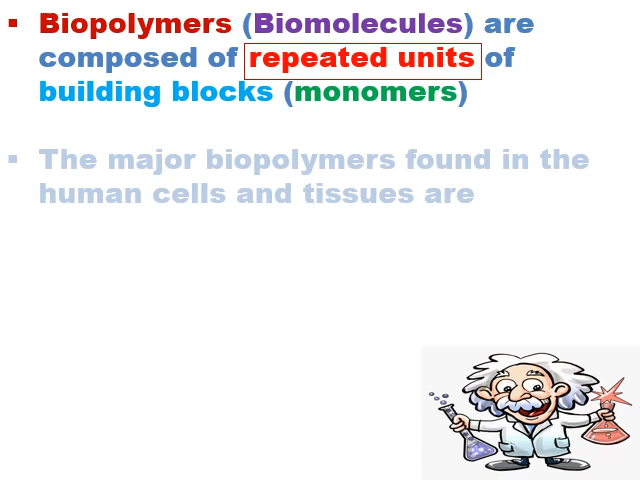 ▪ Biopolymers (Biomolecules) are
composed of repeated units of
building blocks (monomers)
▪ The major biopolymers found in the
human cells and tissues are